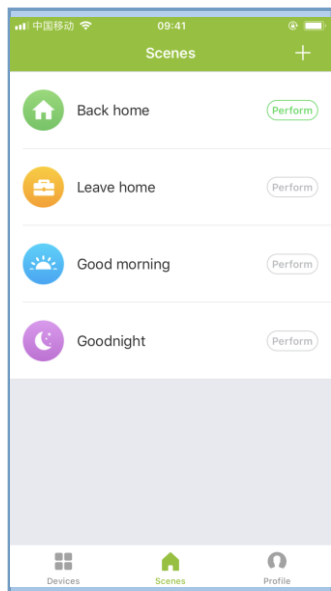 中国移动 09:41
Scenes
Back home Perform
Leave home Perform
Good morning Perform
Goodnight Perform
Devices Scenes Profile